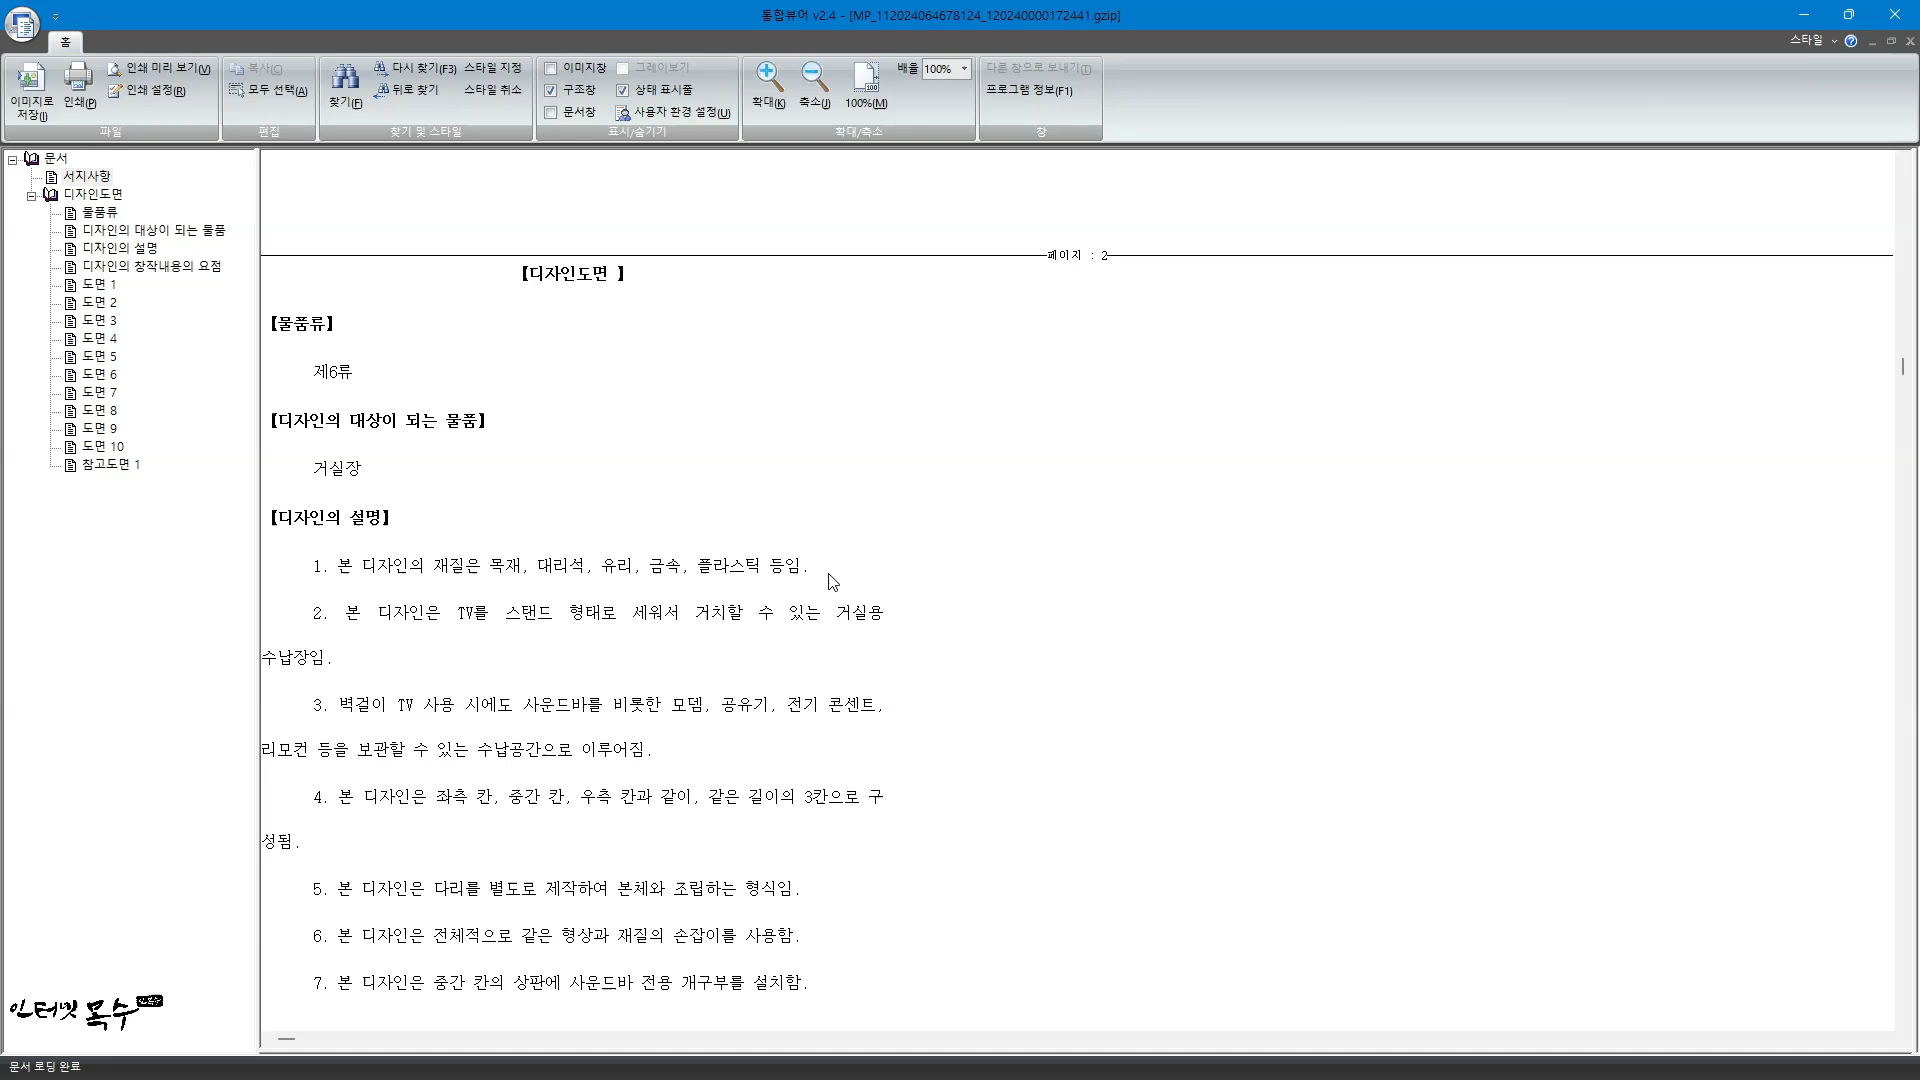 통합뷰어 v2.4 - [MP_112024064678124_120240000172441.gzip]
홈
스타일
이미지로 저장(I)
인쇄(P)
인쇄 미리 보기(V)
인쇄 설정(R)
파일
복사(C)
모두 선택(A)
편집
찾기(F)
다시 찾기(F3)
뒤로 찾기
스타일 지정
스타일 취소
찾기 및 스타일
이미지창
그레이보기
구조창
상태 표시줄
문서창
사용자 환경 설정(U)
표시/숨기기
확대(K)
축소(J)
100%(M)
배율 100%
확대/축소
다른 창으로 보내기(T)
프로그램 정보(F1)
창
문서
서지사항
디자인도면
물품류
디자인의 대상이 되는 물품
디자인의 설명
디자인의 창작내용의 요점
도면 1
도면 2
도면 3
도면 4
도면 5
도면 6
도면 7
도면 8
도면 9
도면 10
참고도면 1
페이지 : 2
【디자인도면 】
【물품류】
제6류
【디자인의 대상이 되는 물품】
거실장
【디자인의 설명】
1. 본 디자인의 재질은 목재, 대리석, 유리, 금속, 플라스틱 등임.
2. 본 디자인은 TV를 스탠드 형태로 세워서 거치할 수 있는 거실용
수납장임.
3. 벽걸이 TV 사용 시에도 사운드바를 비롯한 모뎀, 공유기, 전기 콘센트,
리모컨 등을 보관할 수 있는 수납공간으로 이루어짐.
4. 본 디자인은 좌측 칸, 중간 칸, 우측 칸과 같이, 같은 길이의 3칸으로 구
성됨.
5. 본 디자인은 다리를 별도로 제작하여 본체와 조립하는 형식임.
6. 본 디자인은 전체적으로 같은 형상과 재질의 손잡이를 사용함.
7. 본 디자인은 중간 칸의 상판에 사운드바 전용 개구부를 설치함.
인터넷 목수
문서 로딩 완료